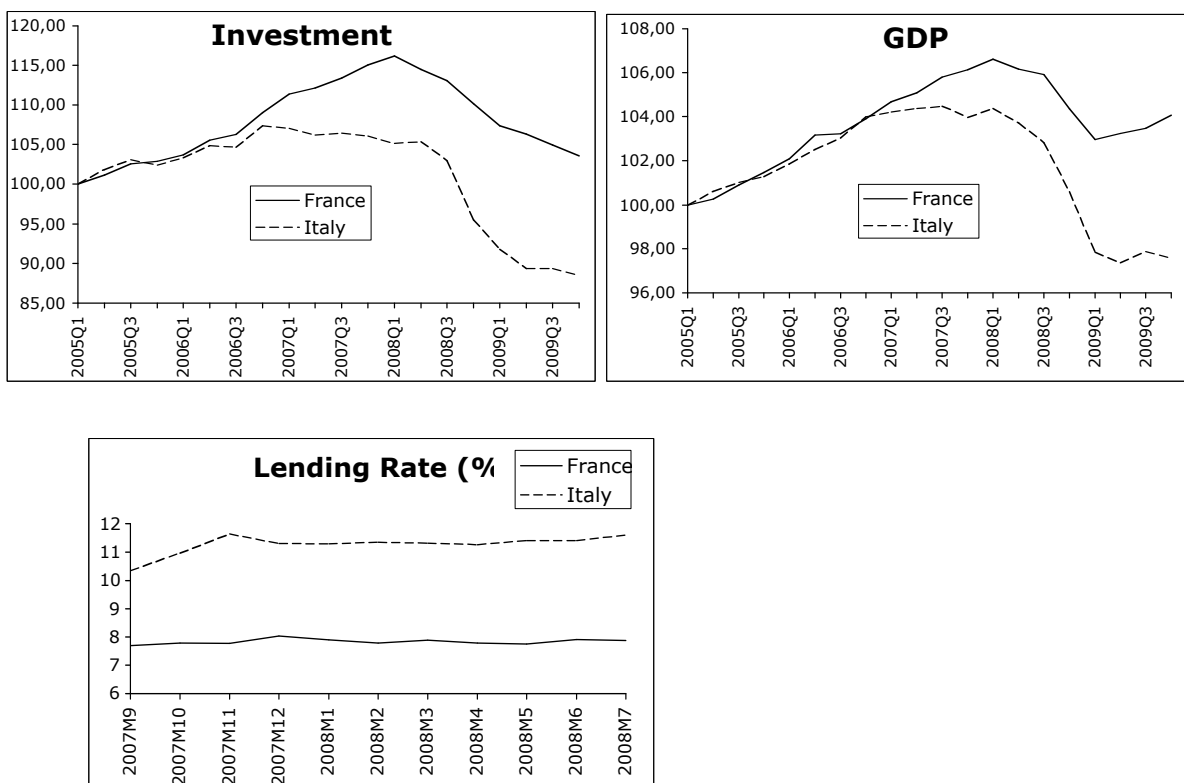 Investment
120,00
115,00
110,00
105,00
100,00
95,00
90,00
85,00
France
Italy
2005Q1
2005Q3
2006Q1
2006Q3
2007Q1
2007Q3
2008Q1
2008Q3
2009Q1
2009Q3
GDP
108,00
106,00
104,00
102,00
100,00
98,00
96,00
France
Italy
2005Q1
2005Q3
2006Q1
2006Q3
2007Q1
2007Q3
2008Q1
2008Q3
2009Q1
2009Q3
Lending Rate (%
France
Italy
12
11
10
9
8
7
6
2007M9
2007M10
2007M11
2007M12
2008M1
2008M2
2008M3
2008M4
2008M5
2008M6
2008M7